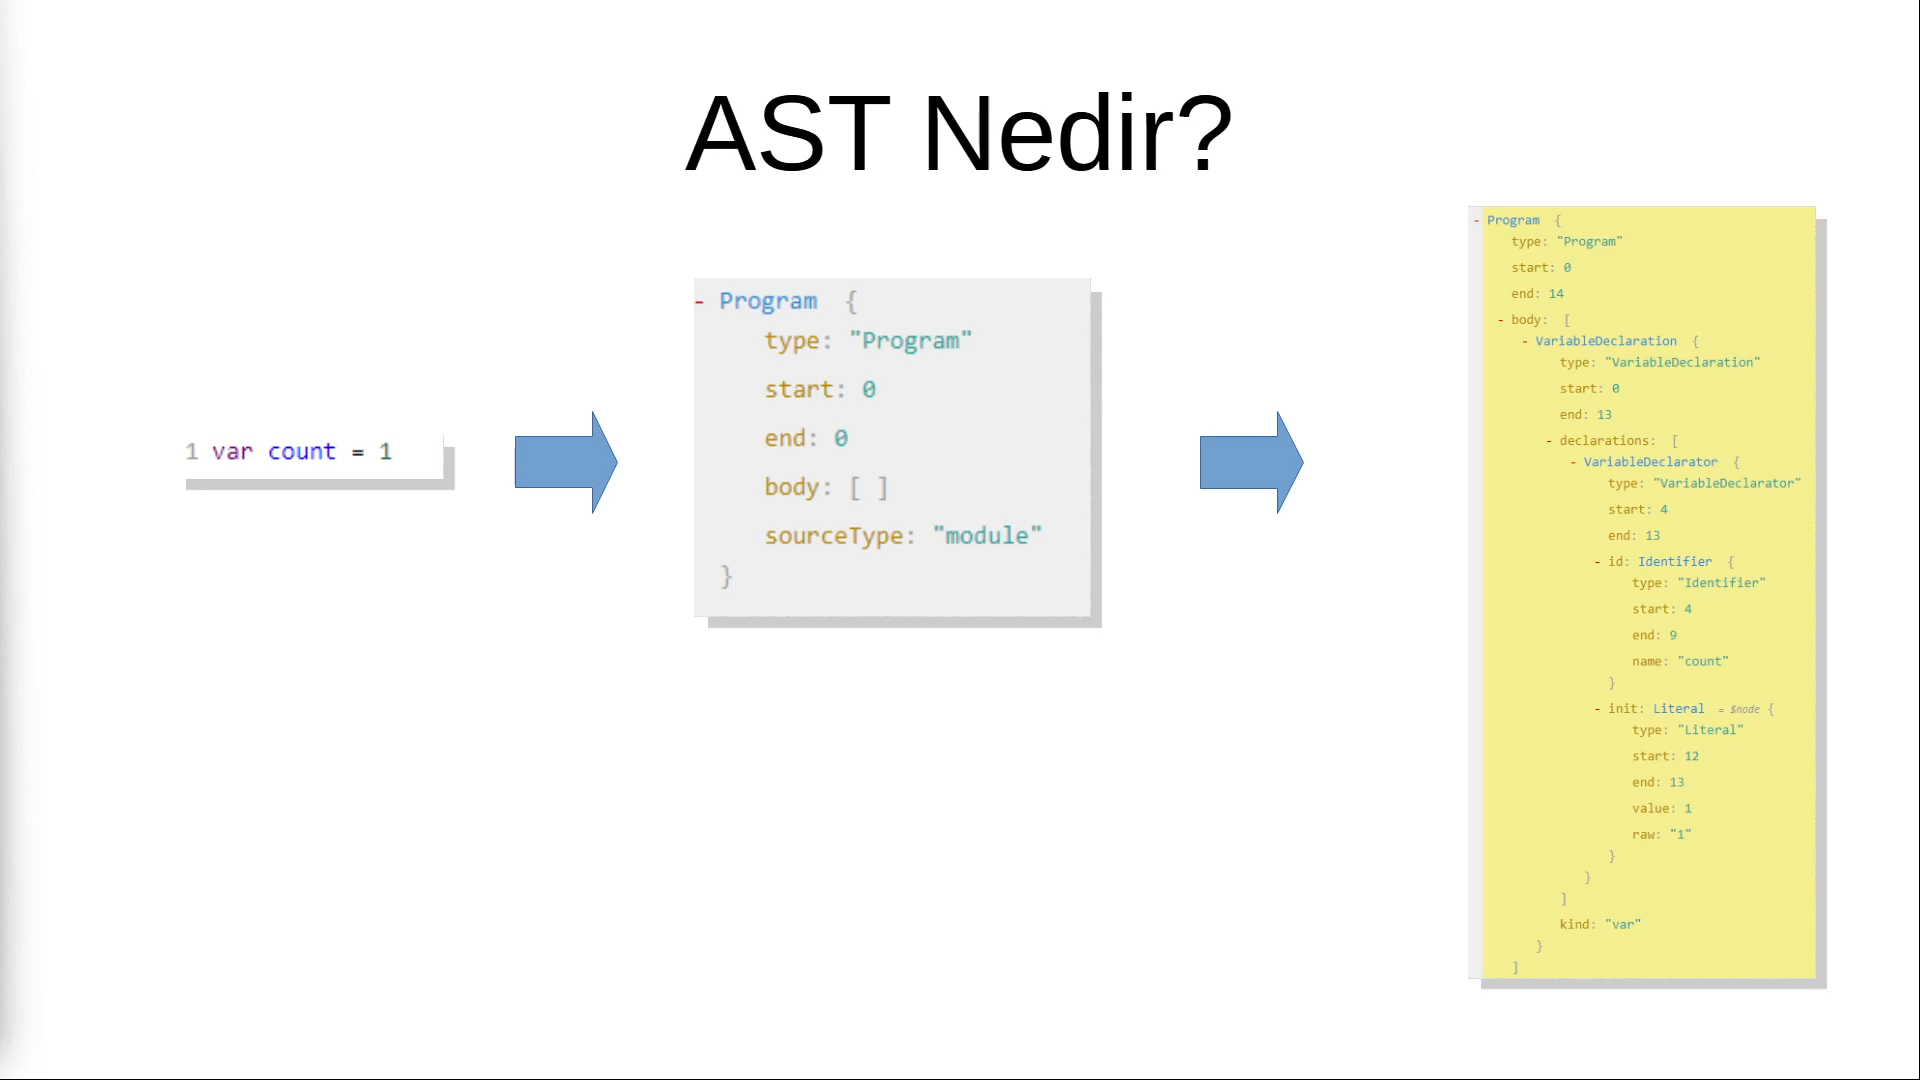 AST Nedir?
1 var count = 1
- Program {
type: "Program"
start: 0
end: 0
body: [ ]
sourceType: "module"
}
- Program {
type: "Program"
start: 0
end: 14
- body: [
- VariableDeclaration {
type: "VariableDeclaration"
start: 0
end: 13
- declarations: [
- VariableDeclarator {
type: "VariableDeclarator"
start: 4
end: 13
- id: Identifier {
type: "Identifier"
start: 4
end: 9
name: "count"
}
- init: Literal = $node {
type: "Literal"
start: 12
end: 13
value: 1
raw: "1"
}
}
]
kind: "var"
}
]